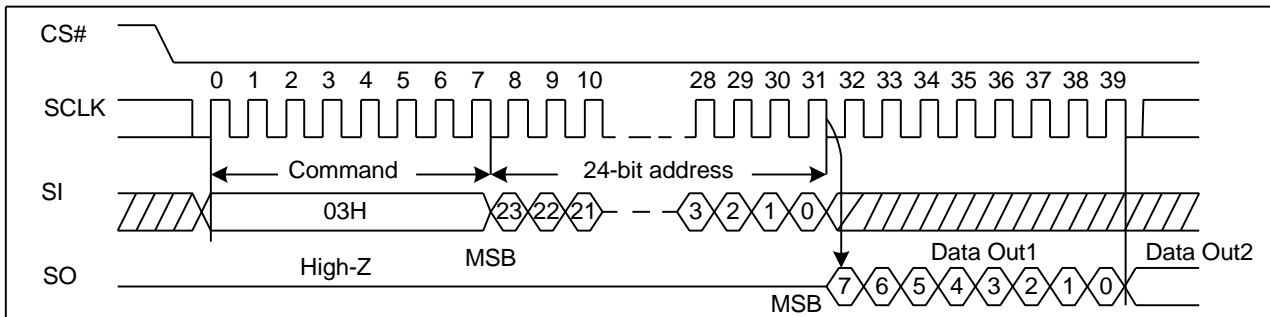 CS#
0 1 2 3 4 5 6 7 8 9 10 28 29 30 31 32 33 34 35 36 37 38 39
SCLK
Command 24-bit address
SI
03H 23 22 21 3 2 1 0
High-Z MSB Data Out1 Data Out2
SO
MSB 7 6 5 4 3 2 1 0